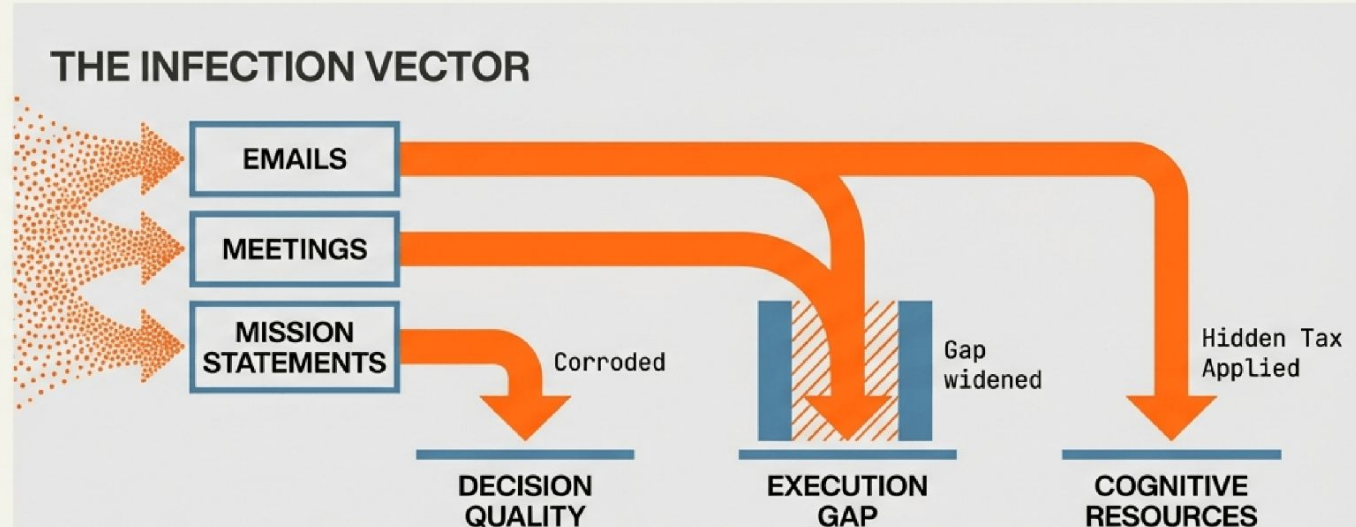 THE INFECTION VECTOR
EMAILS
MEETINGS
MISSION
STATEMENTS
Corroded
Gap
widened
Hidden Tax
Applied
DECISION
QUALITY
EXECUTION
GAP
COGNITIVE
RESOURCES